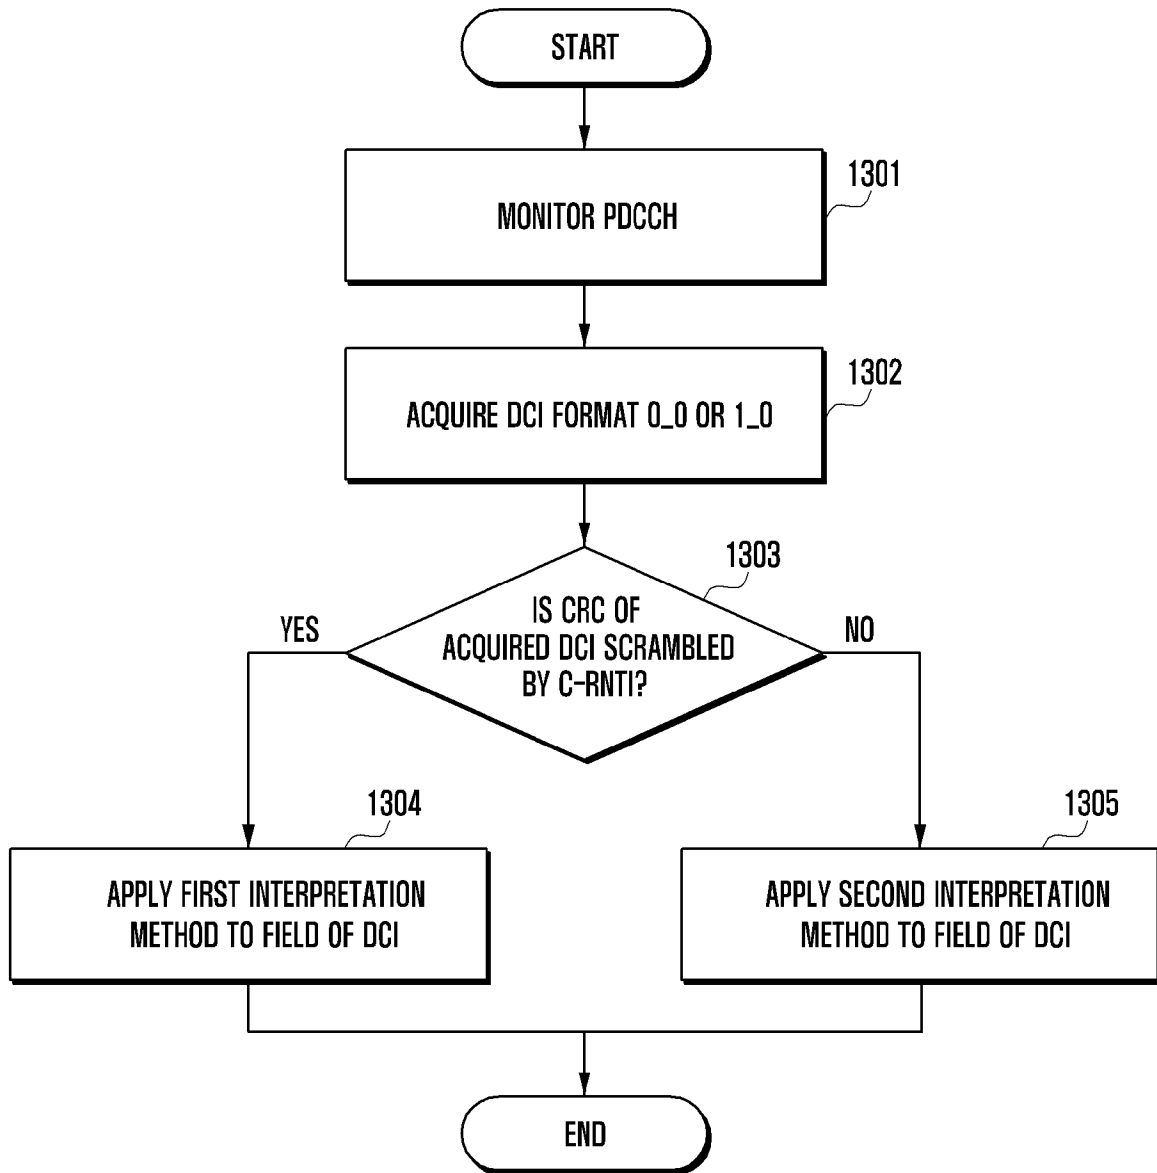 START
1301
MONITOR PDCCH
1302
ACQUIRE DCI FORMAT 0_0 OR 1_0
1303
IS CRC OF
ACQUIRED DCI SCRAMBLED
BY C-RNTI?
YES
NO
1304
APPLY FIRST INTERPRETATION
METHOD TO FIELD OF DCI
1305
APPLY SECOND INTERPRETATION
METHOD TO FIELD OF DCI
END